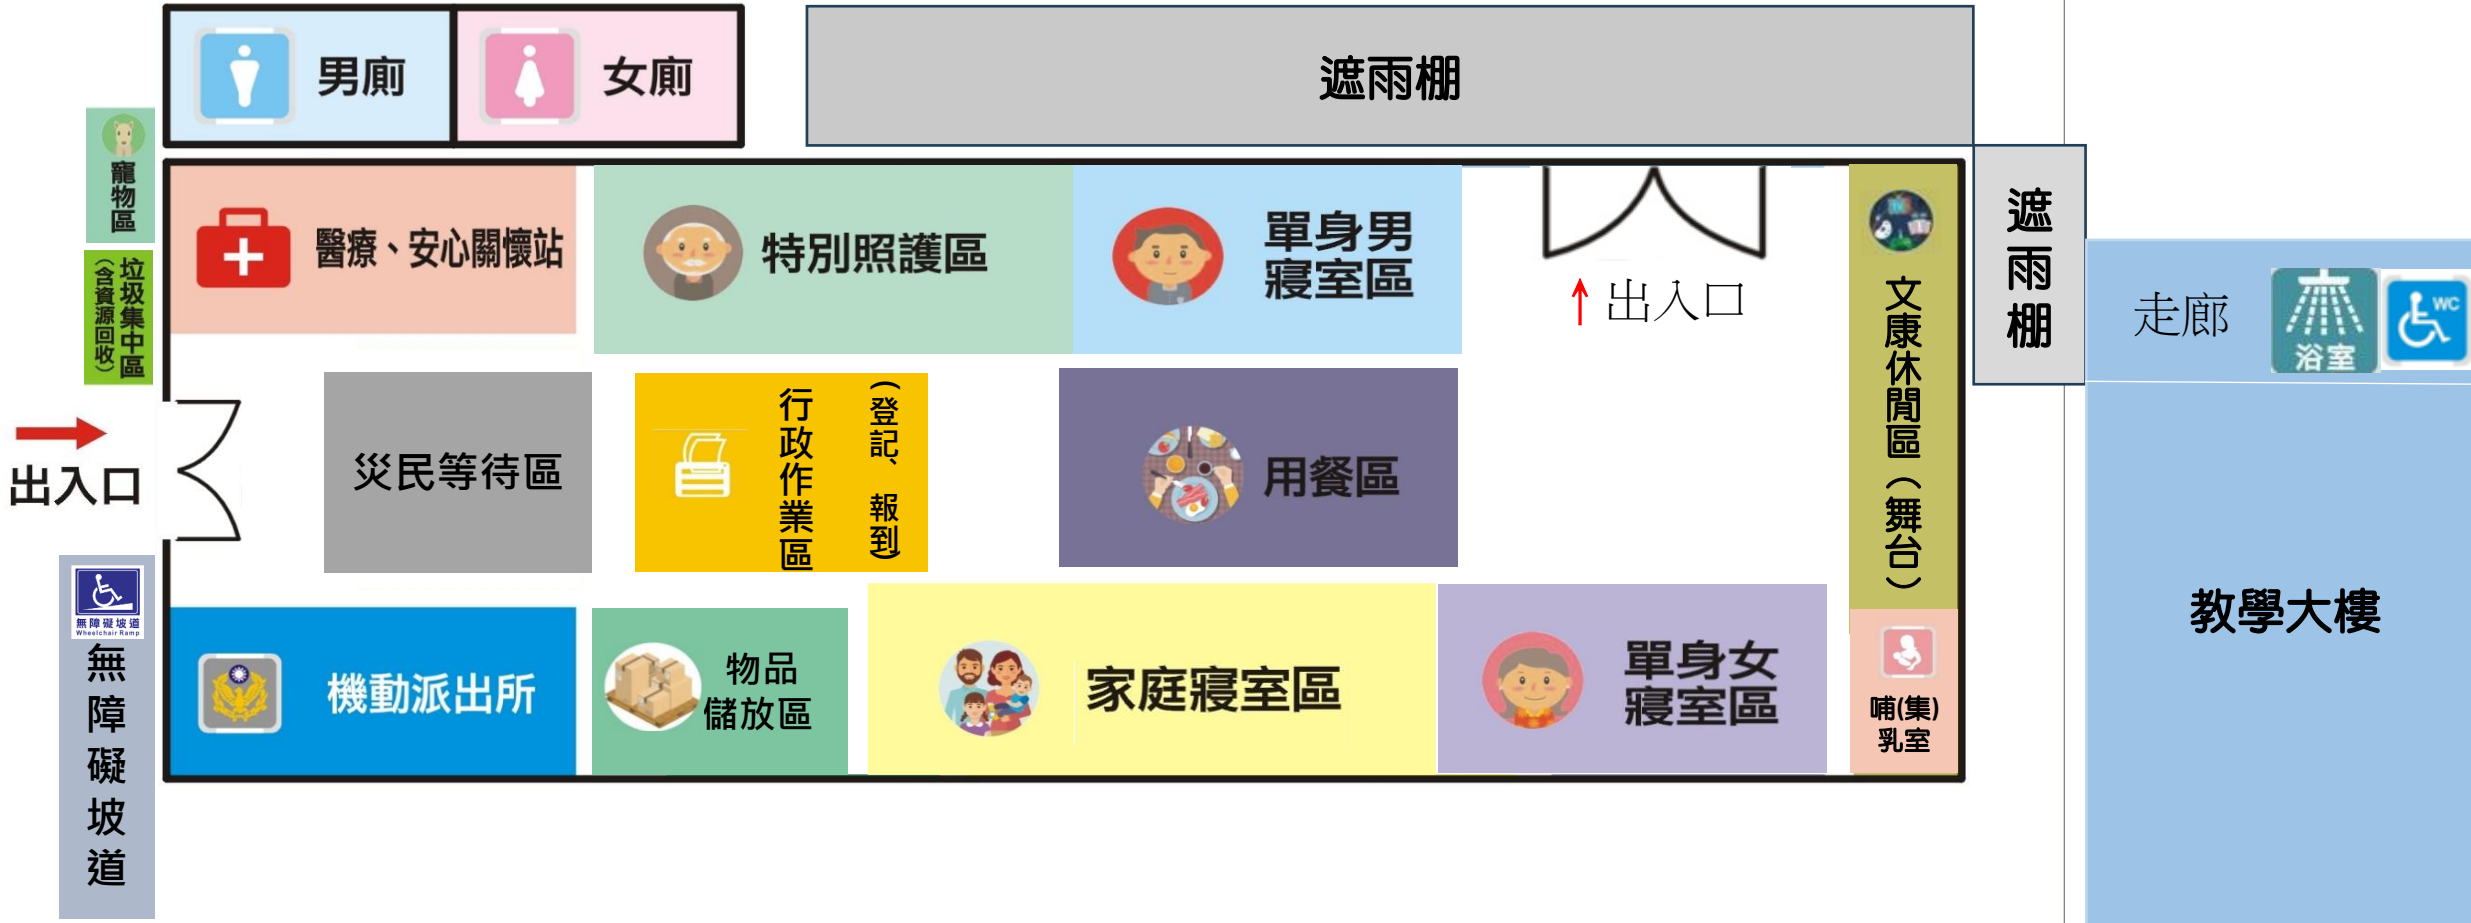 男廁
女廁
遮雨棚
寵物區
垃圾集中區
（含資源回收）
醫療、安心關懷站
特別照護區
單身男
寢室區
出入口
文康休閒區（舞台）
遮雨棚
走廊
浴室
WC
出入口
災民等待區
行政作業區
（登記、報到）
用餐區
教學大樓
無障礙坡道
Wheelchair Ramp
無障礙坡道
機動派出所
物品
儲放區
家庭寢室區
單身女
寢室區
哺(集)
乳室